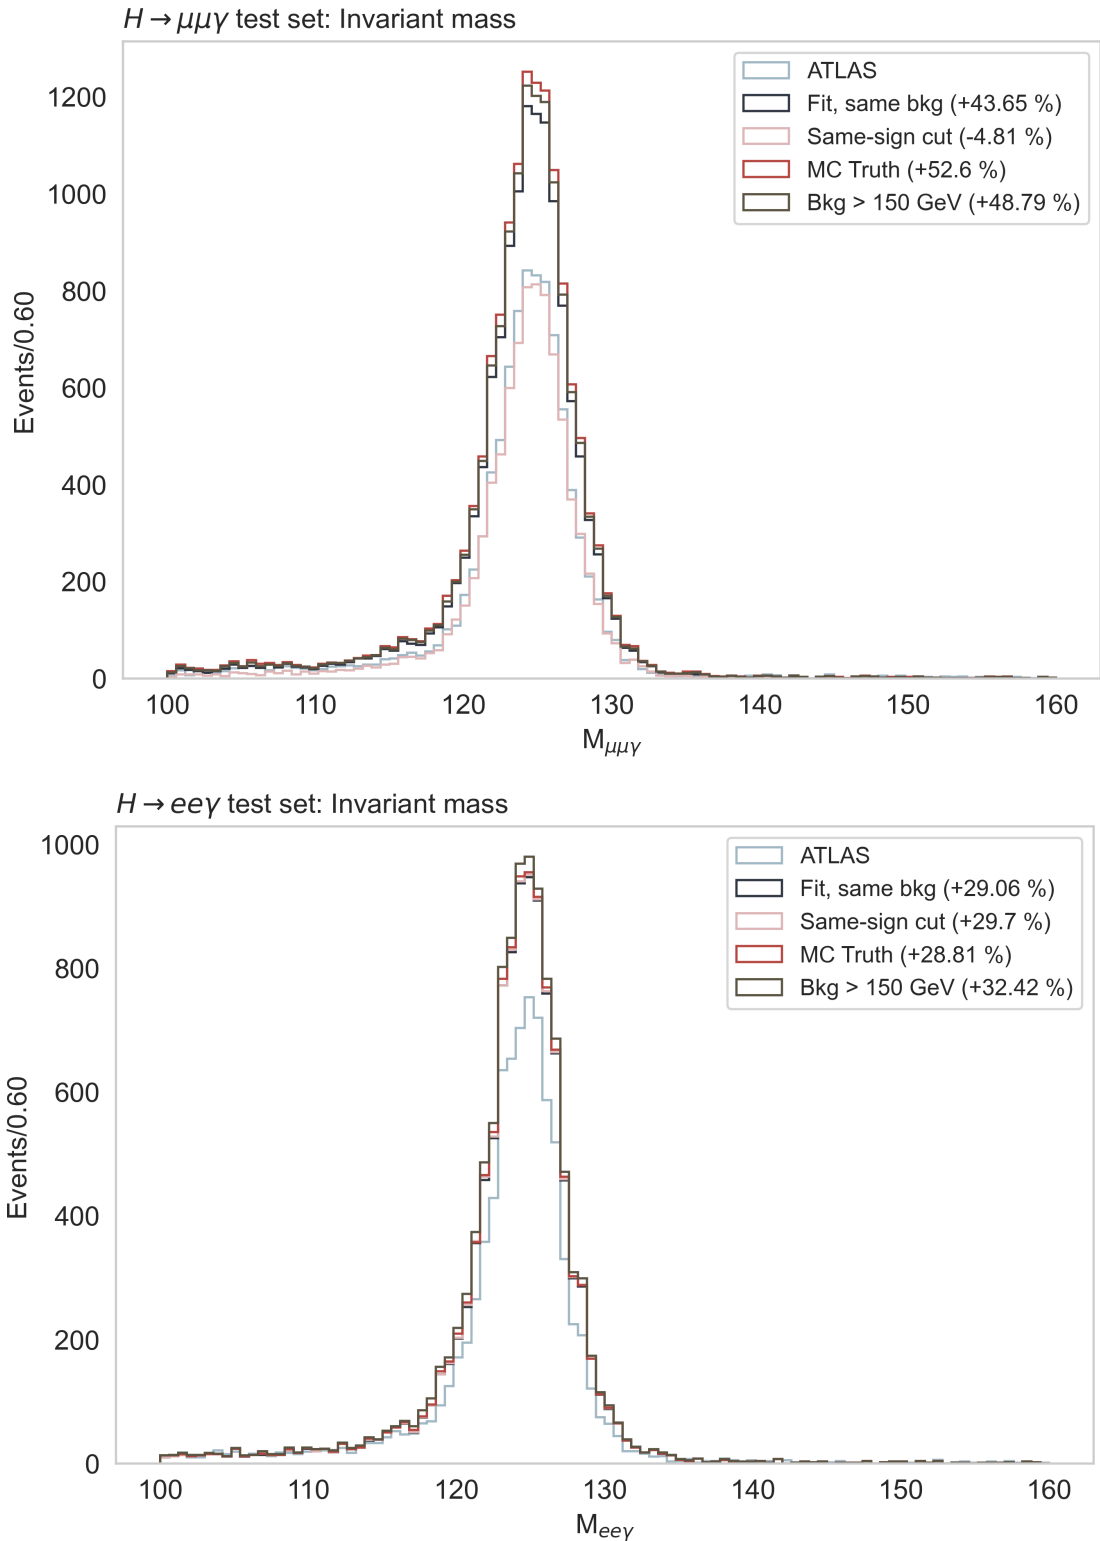 H → μμγ test set: Invariant mass
ATLAS
Fit, same bkg (+43.65 %)
Same-sign cut (-4.81 %)
MC Truth (+52.6 %)
Bkg > 150 GeV (+48.79 %)
Events/0.60
1200
1000
800
600
400
200
0
100 110 120 130 140 150 160
Mμμγ
H → eeγ test set: Invariant mass
ATLAS
Fit, same bkg (+29.06 %)
Same-sign cut (+29.7 %)
MC Truth (+28.81 %)
Bkg > 150 GeV (+32.42 %)
Events/0.60
1000
800
600
400
200
0
100 110 120 130 140 150 160
Meeγ